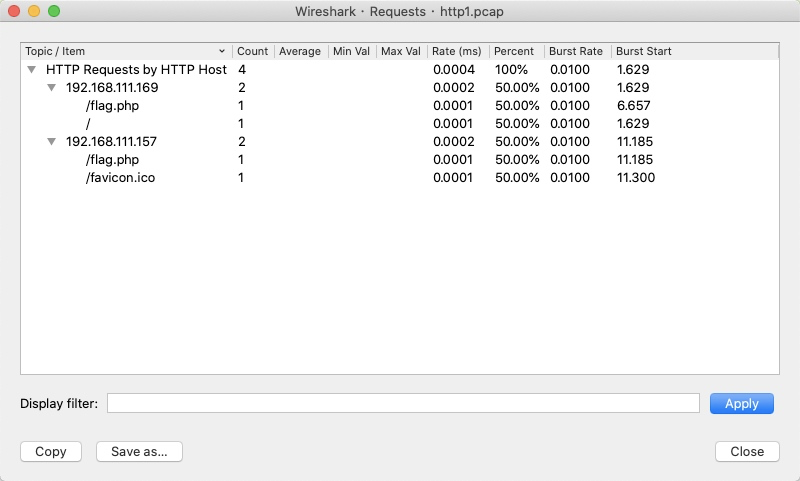 Wireshark · Requests · http1.pcap
Topic / Item Count Average Min Val Max Val Rate (ms) Percent Burst Rate Burst Start
HTTP Requests by HTTP Host 4 0.0004 100% 0.0100 1.629
192.168.111.169 2 0.0002 50.00% 0.0100 1.629
/flag.php 1 0.0001 50.00% 0.0100 6.657
/ 1 0.0001 50.00% 0.0100 1.629
192.168.111.157 2 0.0002 50.00% 0.0100 11.185
/flag.php 1 0.0001 50.00% 0.0100 11.185
/favicon.ico 1 0.0001 50.00% 0.0100 11.300
Display filter: Apply
Copy Save as... Close